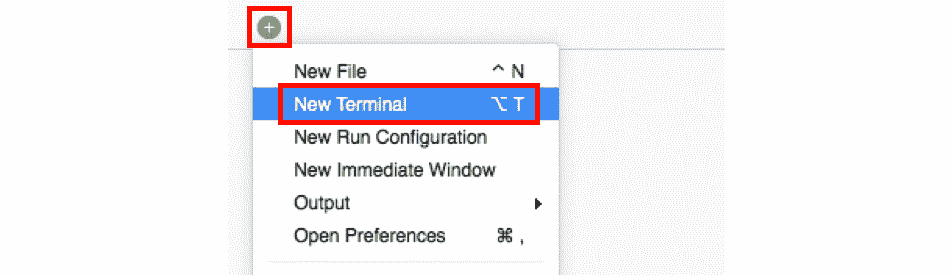 +
New File ^ N
New Terminal ⌥ T
New Run Configuration
New Immediate Window
Output ▶
Open Preferences ⌘ ,